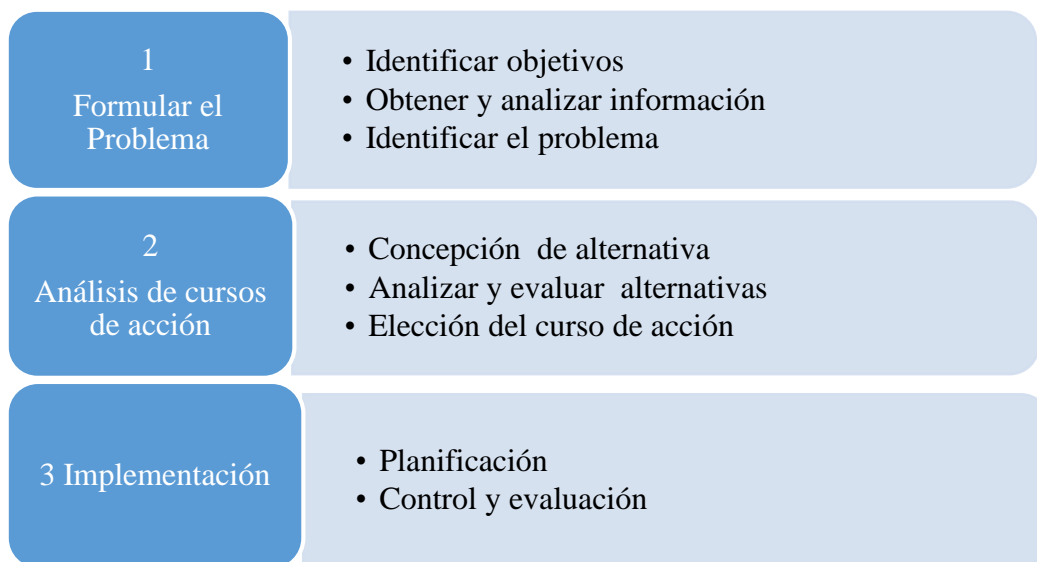 1
Formular el
Problema
• Identificar objetivos
• Obtener y analizar información
• Identificar el problema
2
Análisis de cursos
de acción
• Concepción de alternativa
• Analizar y evaluar alternativas
• Elección del curso de acción
3 Implementación
• Planificación
• Control y evaluación